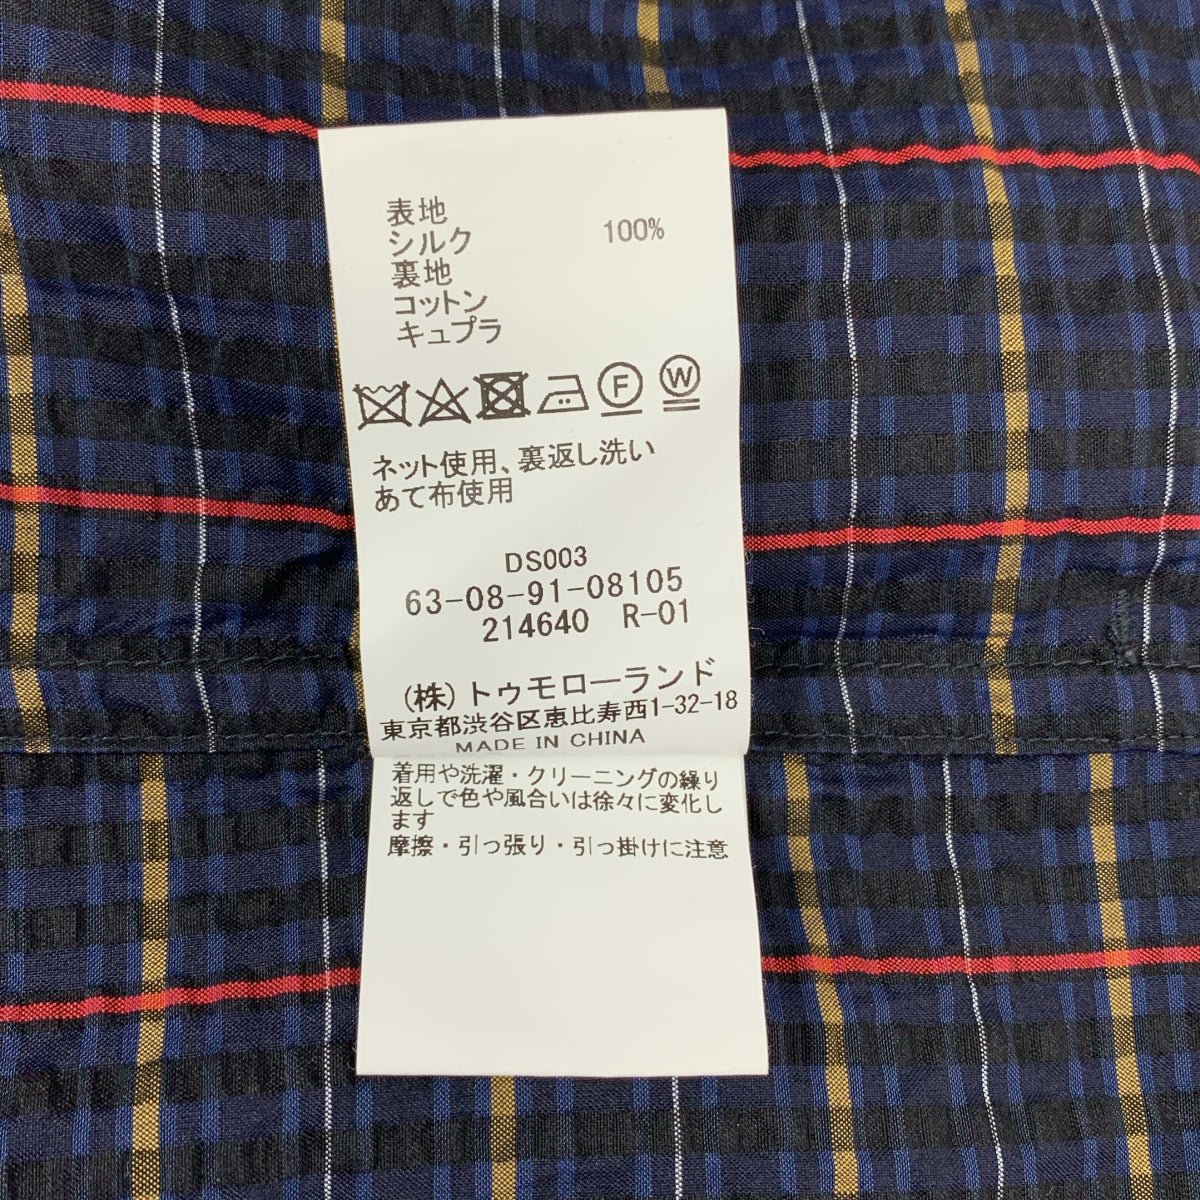 表地
シルク 100%
裏地
コットン
キュプラ
F W
ネット使用、裏返し洗い
あて布使用
DS003
63-08-91-08105
214640 R-01
(株)トゥモローランド
東京都渋谷区恵比寿西1-32-18
MADE IN CHINA
着用や洗濯・クリーニングの繰り
返しで色や風合いは徐々に変化し
ます
摩擦・引っ張り・引っ掛けに注意